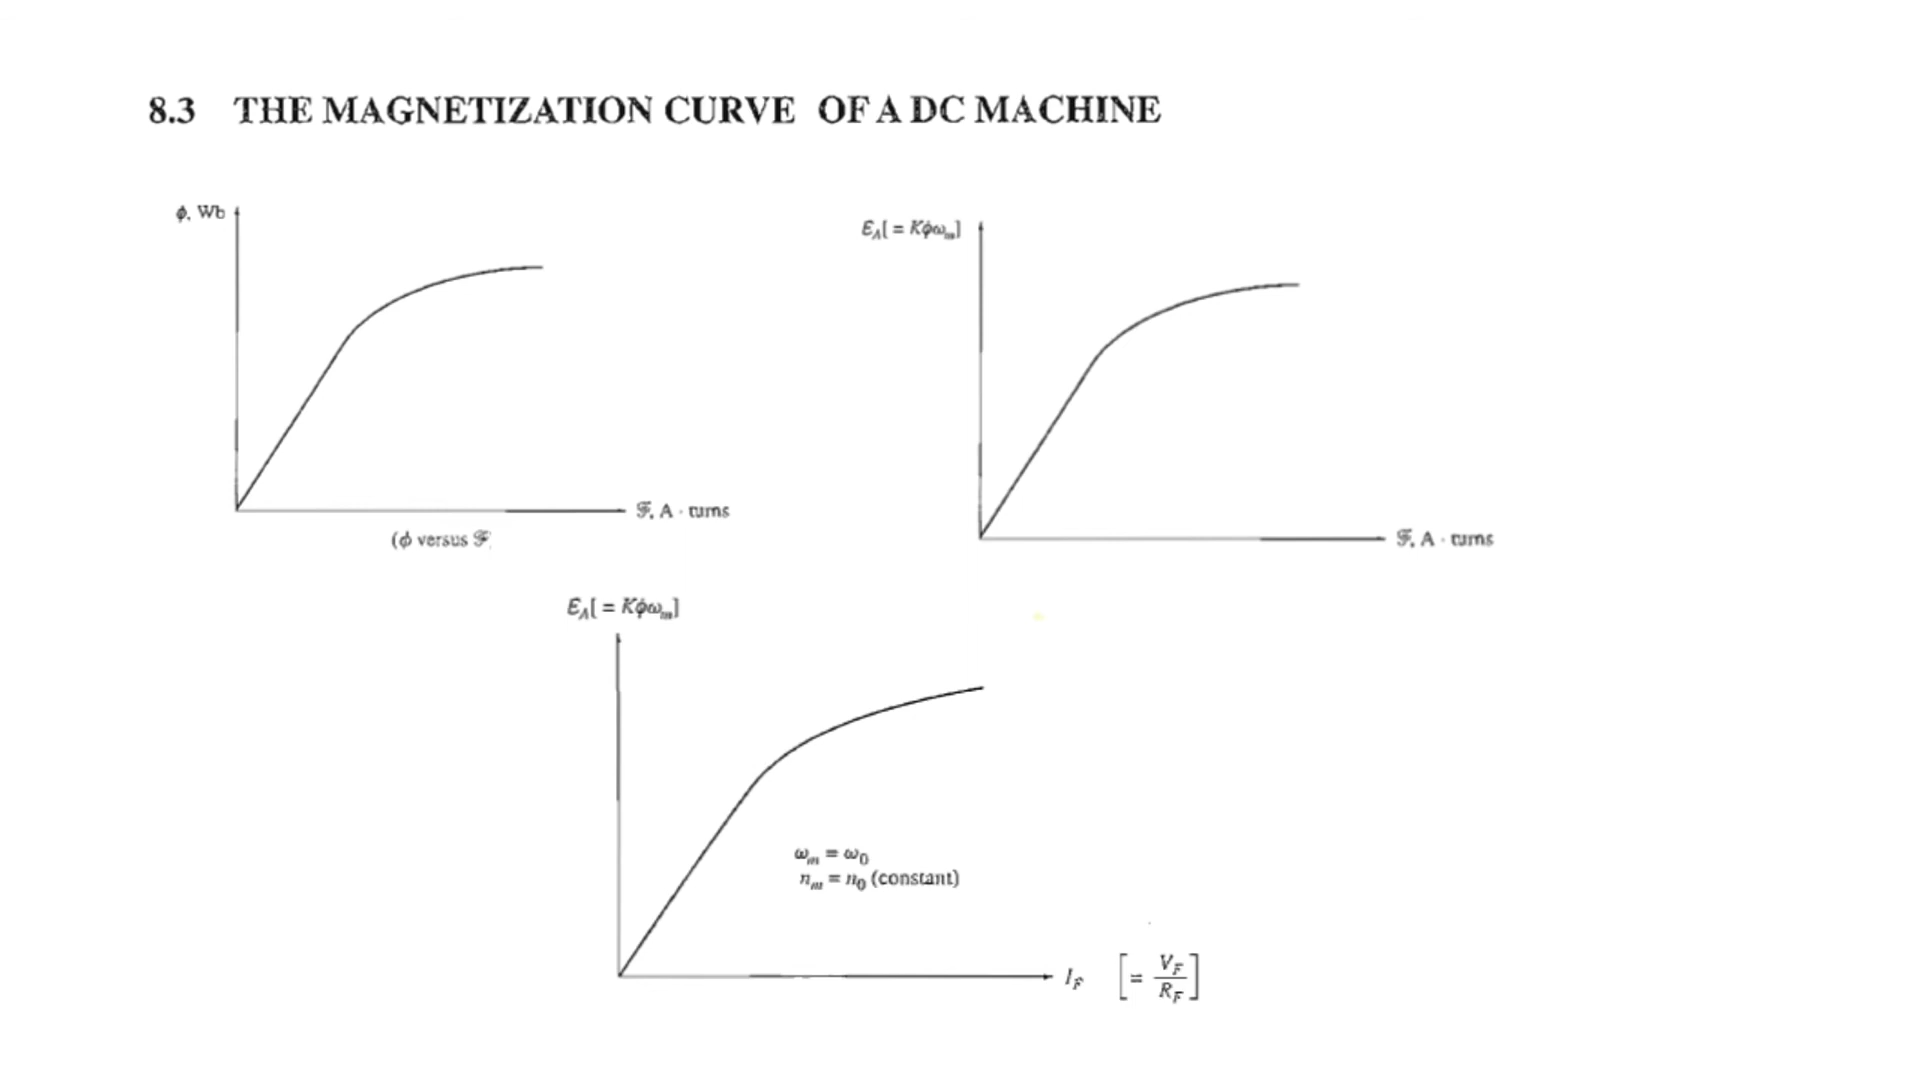 8.3 THE MAGNETIZATION CURVE OF A DC MACHINE
ϕ, Wb
ℱ, A · turns
(ϕ versus ℱ
E_A[ = Kϕω_m]
ℱ, A · turns
E_A[ = Kϕω_m]
ω_m = ω_0
n_m = n_0 (constant)
I_F [= V_F / R_F]